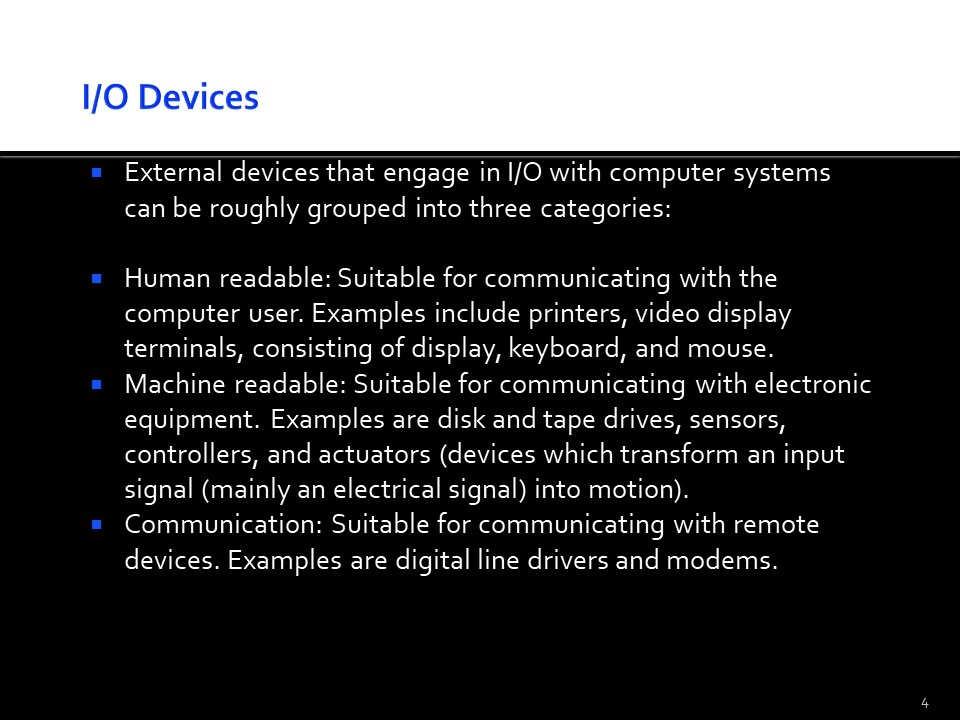 I/O Devices
▪ External devices that engage in I/O with computer systems
can be roughly grouped into three categories:
▪ Human readable: Suitable for communicating with the
computer user. Examples include printers, video display
terminals, consisting of display, keyboard, and mouse.
▪ Machine readable: Suitable for communicating with electronic
equipment. Examples are disk and tape drives, sensors,
controllers, and actuators (devices which transform an input
signal (mainly an electrical signal) into motion).
▪ Communication: Suitable for communicating with remote
devices. Examples are digital line drivers and modems.
4